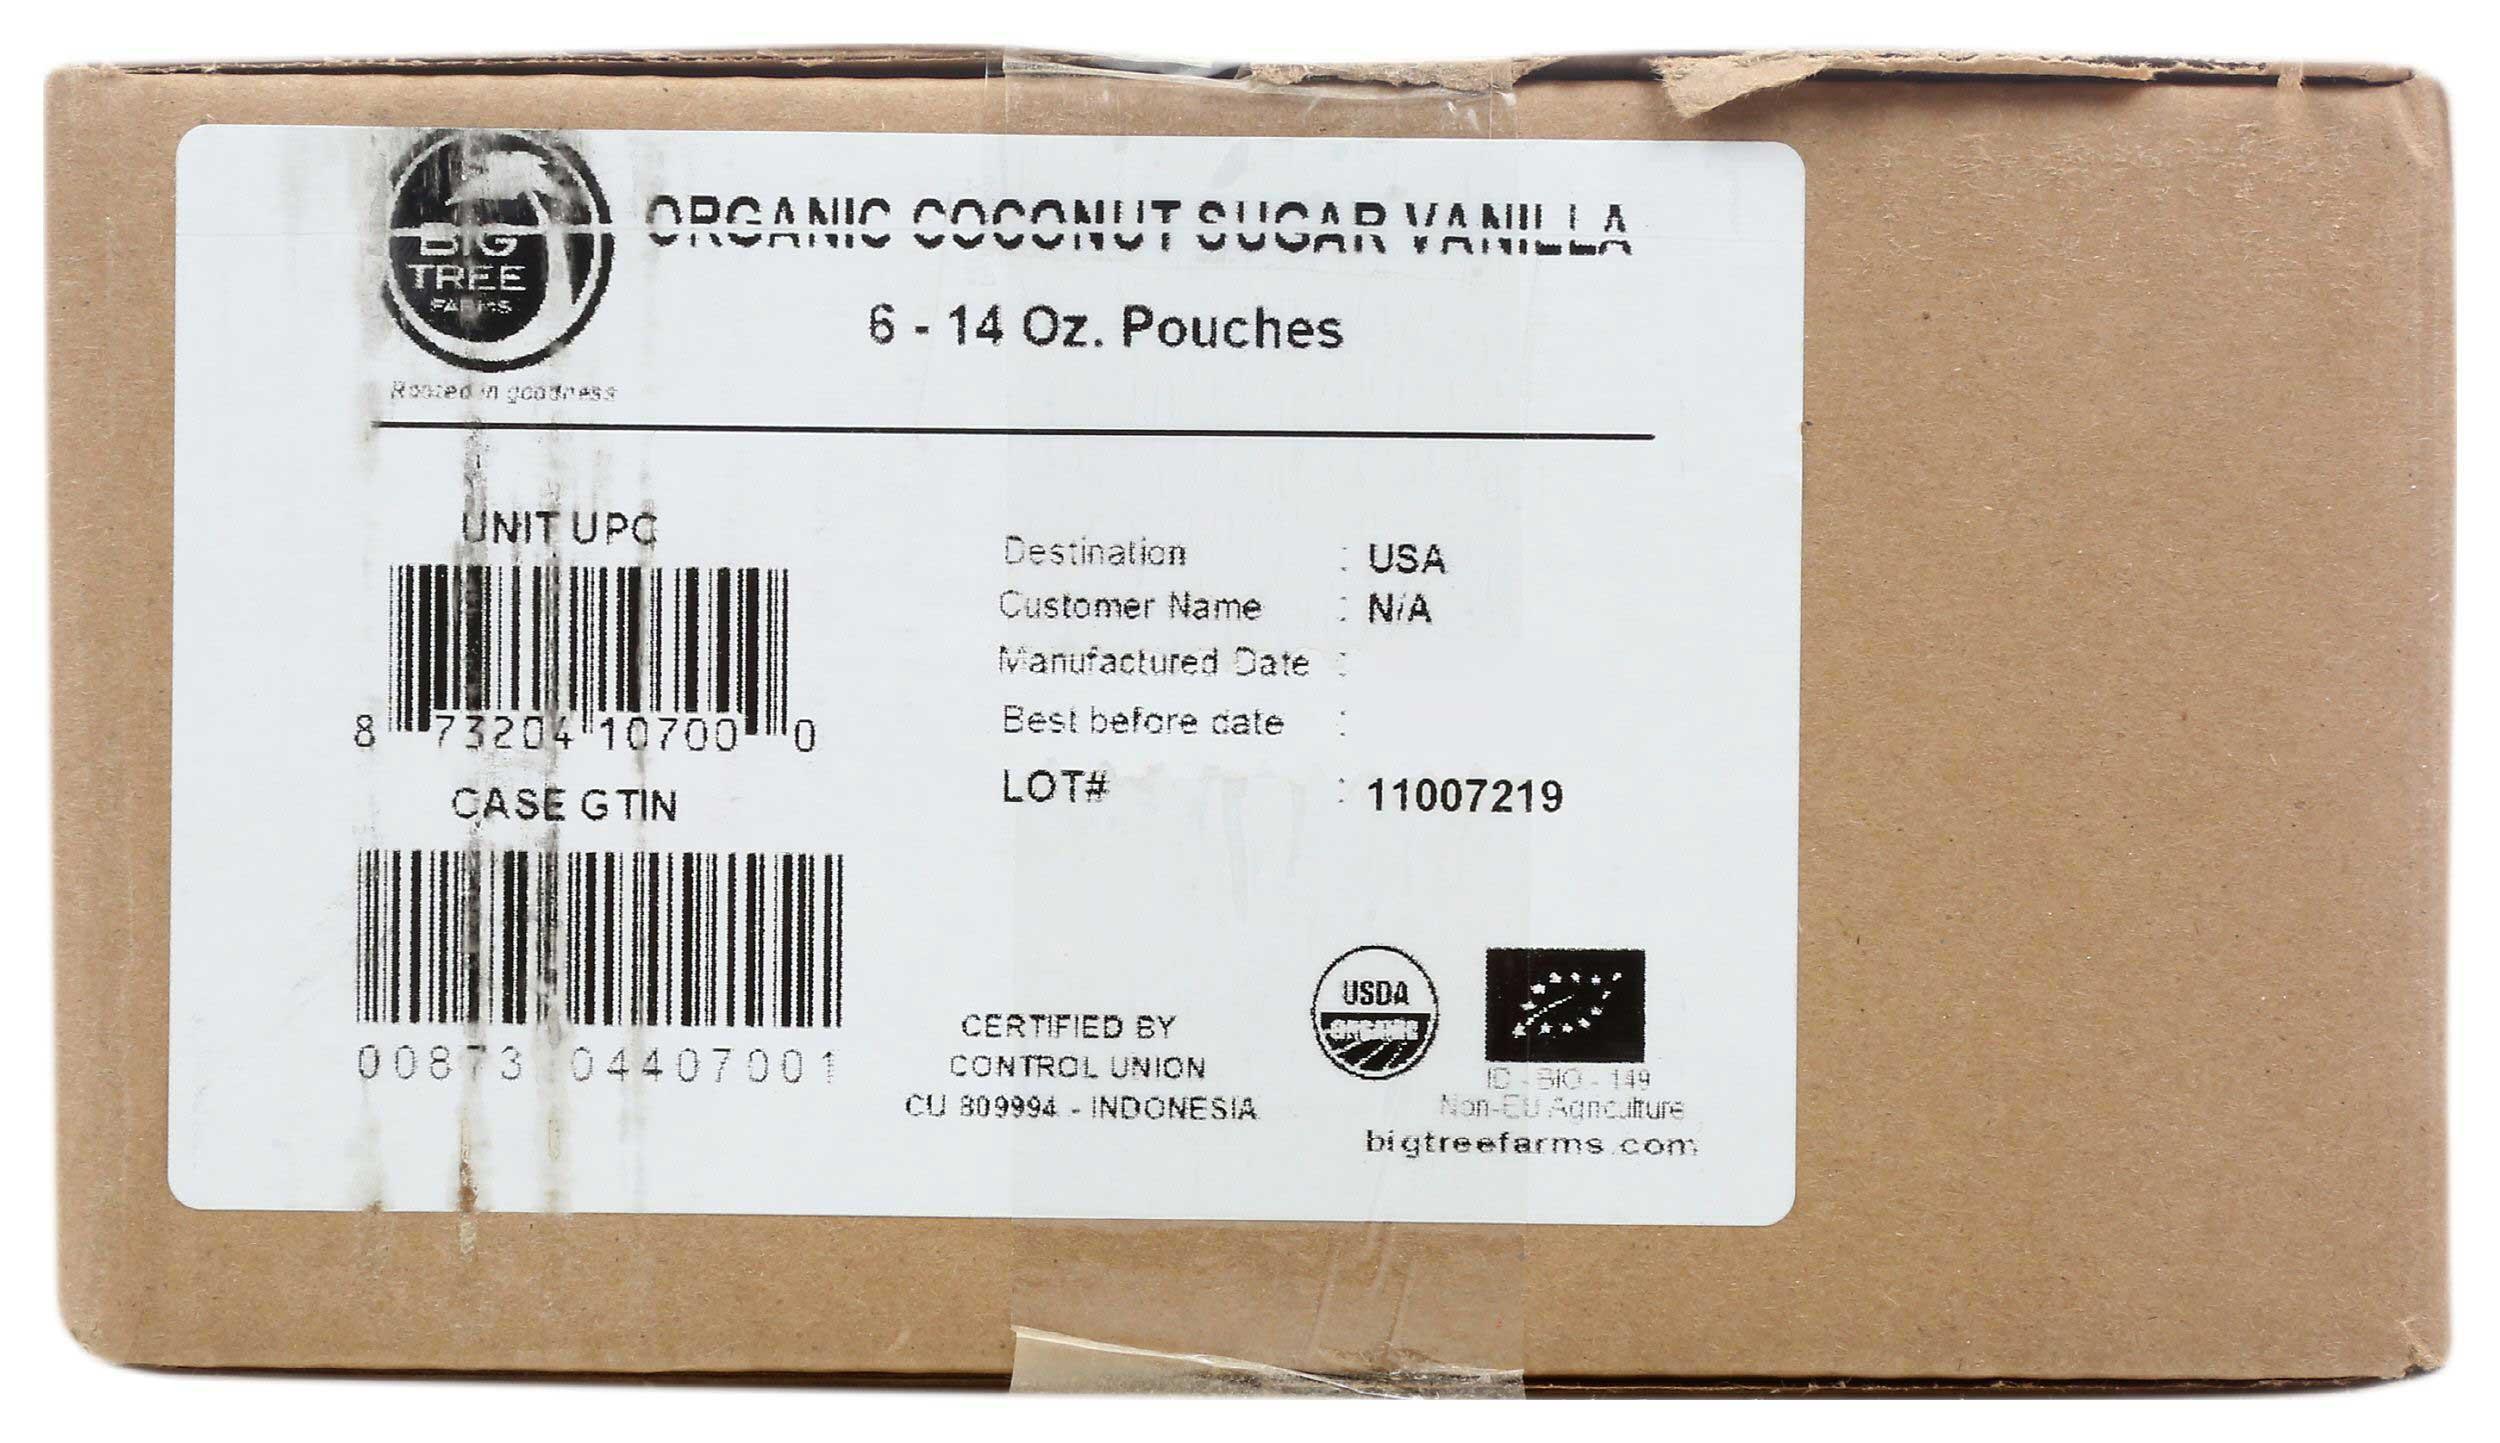 BIG
TREE
FARMS
Rooted in goodness
ORGANIC COCONUT SUGAR VANILLA
6 - 14 Oz. Pouches
UNIT UPC
8 73204 10700 0
CASE GTIN
Destination : USA
Customer Name : N/A
Manufactured Date :
Best before date :
LOT# : 11007219
CERTIFIED BY
CONTROL UNION
CU 809994 - INDONESIA
USDA
ORGANIC
ID - BIO - 149
Non-EU Agriculture
bigtreefarms.com